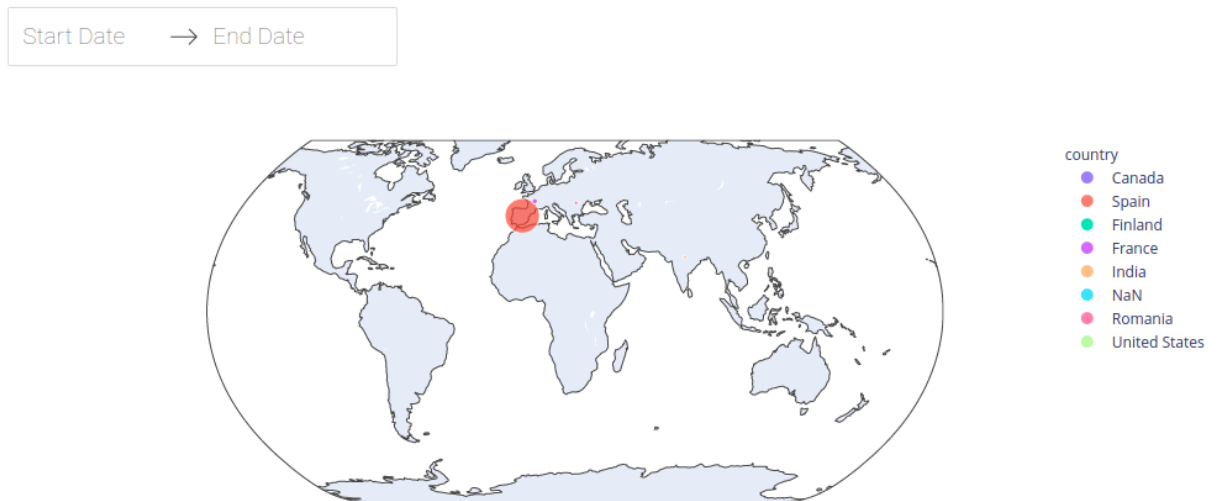 Start Date → End Date
country
Canada
Spain
Finland
France
India
NaN
Romania
United States